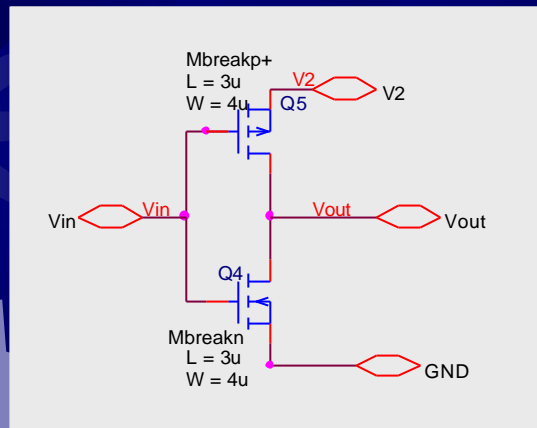 Mbreakp+
L = 3u
W = 4u
V2
V2
Q5
Vin
Vin
Vout
Vout
Q4
Mbreakn
L = 3u
W = 4u
GND